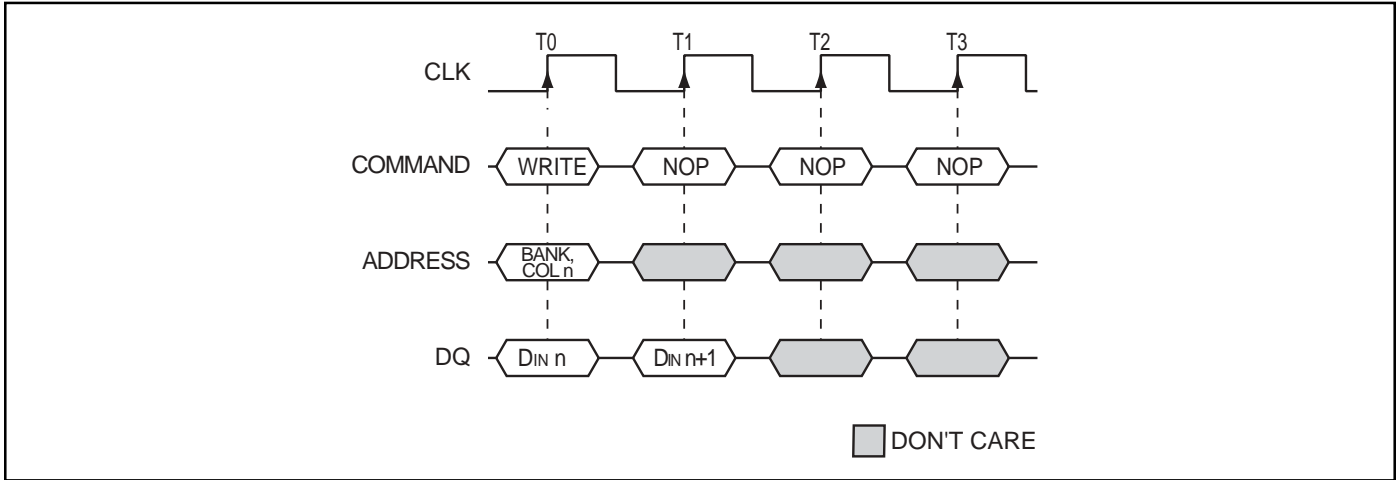 T0 T1 T2 T3
CLK
COMMAND WRITE NOP NOP NOP
ADDRESS BANK,
COL n
DQ DIN n DIN n+1
DON'T CARE